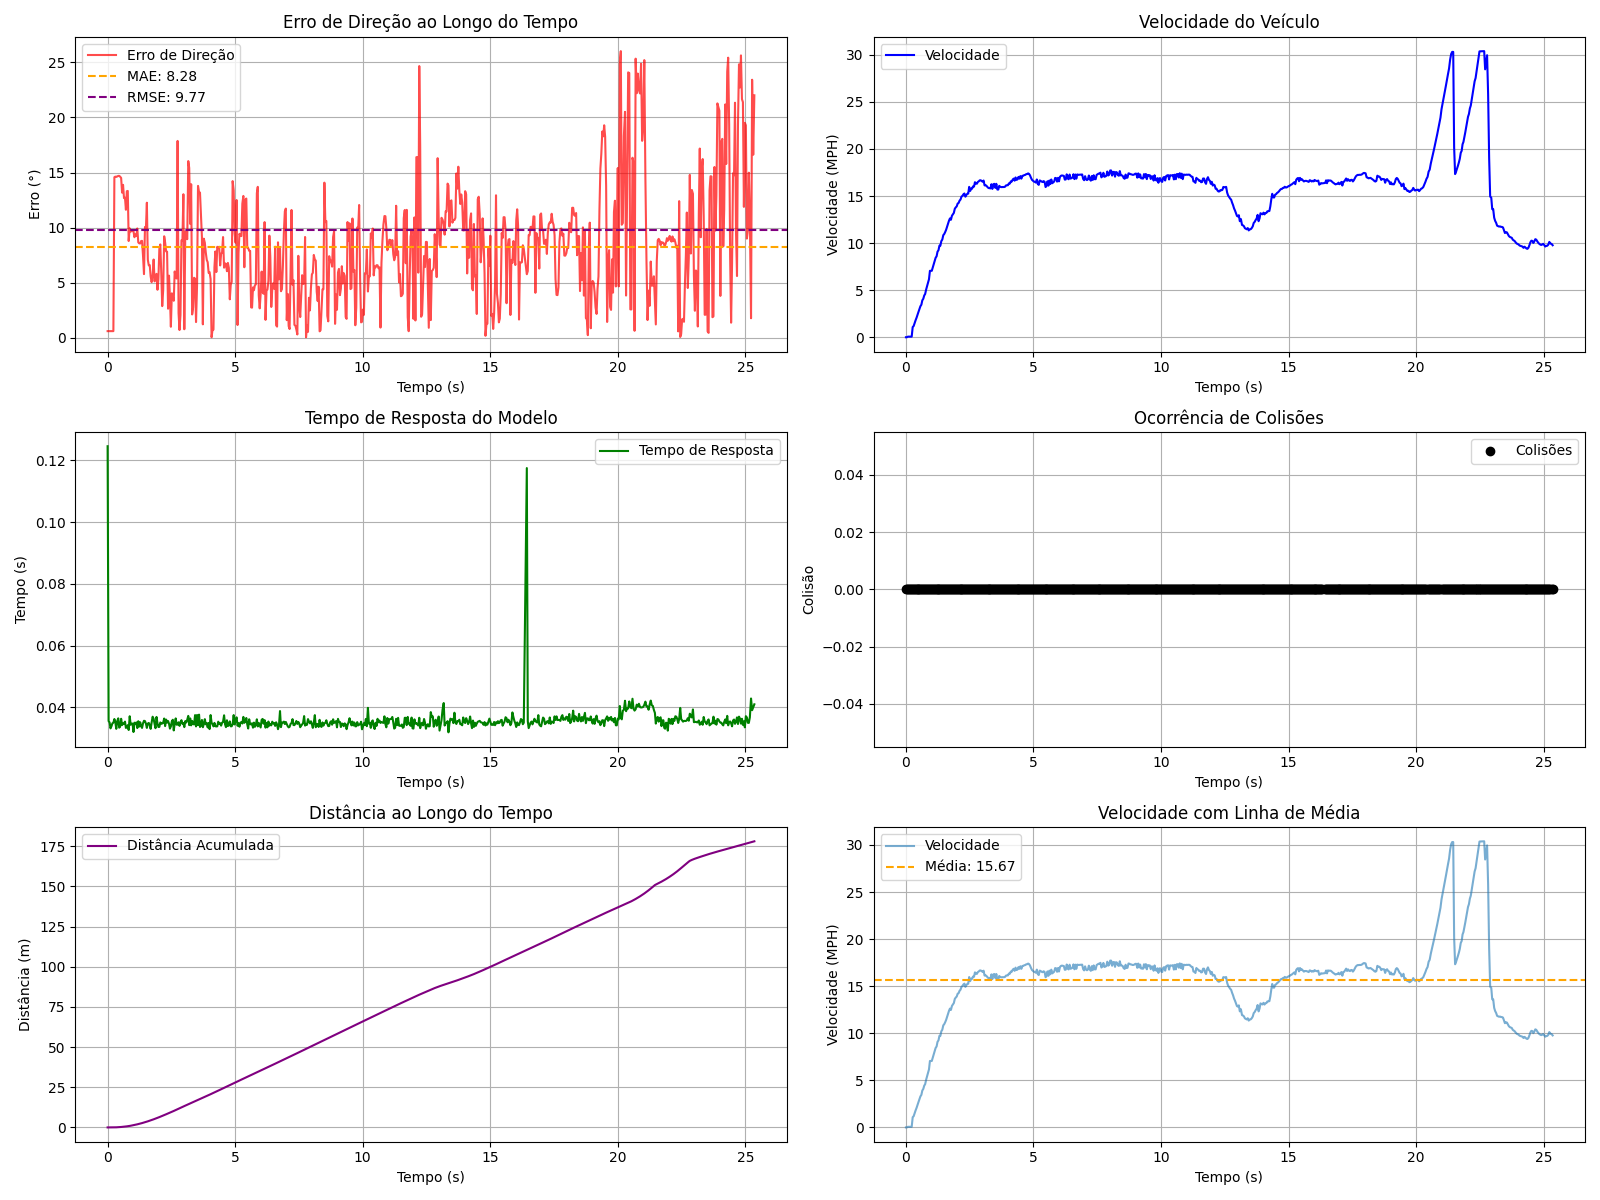 Erro de Direção ao Longo do Tempo
Erro (°)
25
20
15
10
5
0
Erro de Direção
MAE: 8.28
RMSE: 9.77
0 5 10 15 20 25
Tempo (s)
Velocidade do Veículo
Velocidade (MPH)
30
25
20
15
10
5
0
Velocidade
0 5 10 15 20 25
Tempo (s)
Tempo de Resposta do Modelo
Tempo (s)
0.12
0.10
0.08
0.06
0.04
Tempo de Resposta
0 5 10 15 20 25
Tempo (s)
Ocorrência de Colisões
Colisão
0.04
0.02
0.00
−0.02
−0.04
Colisões
0 5 10 15 20 25
Tempo (s)
Distância ao Longo do Tempo
Distância (m)
175
150
125
100
75
50
25
0
Distância Acumulada
0 5 10 15 20 25
Tempo (s)
Velocidade com Linha de Média
Velocidade (MPH)
30
25
20
15
10
5
0
Velocidade
Média: 15.67
0 5 10 15 20 25
Tempo (s)